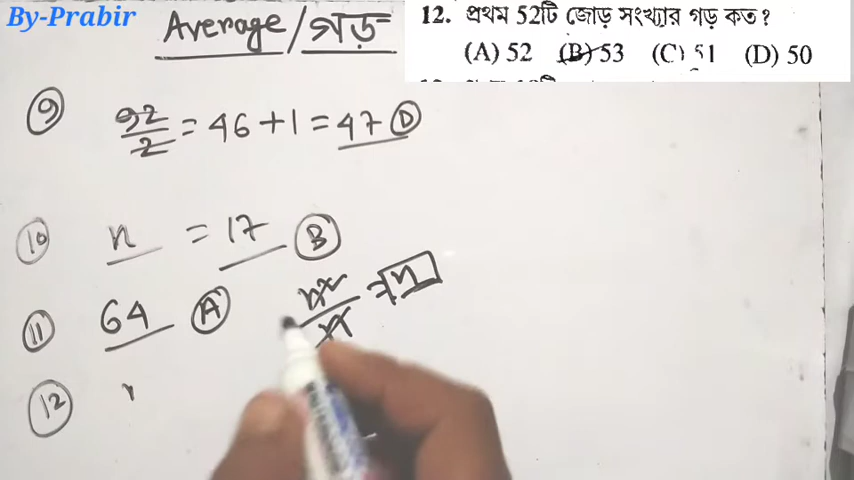 By-Prabir
Average/গড়
12. প্রথম 52টি জোড় সংখ্যার গড় কত?
(A) 52 (B) 53 (C) 51 (D) 50
9 92/2 = 46 + 1 = 47 D
10 n = 17 B
11 64 A n²/n = n
12